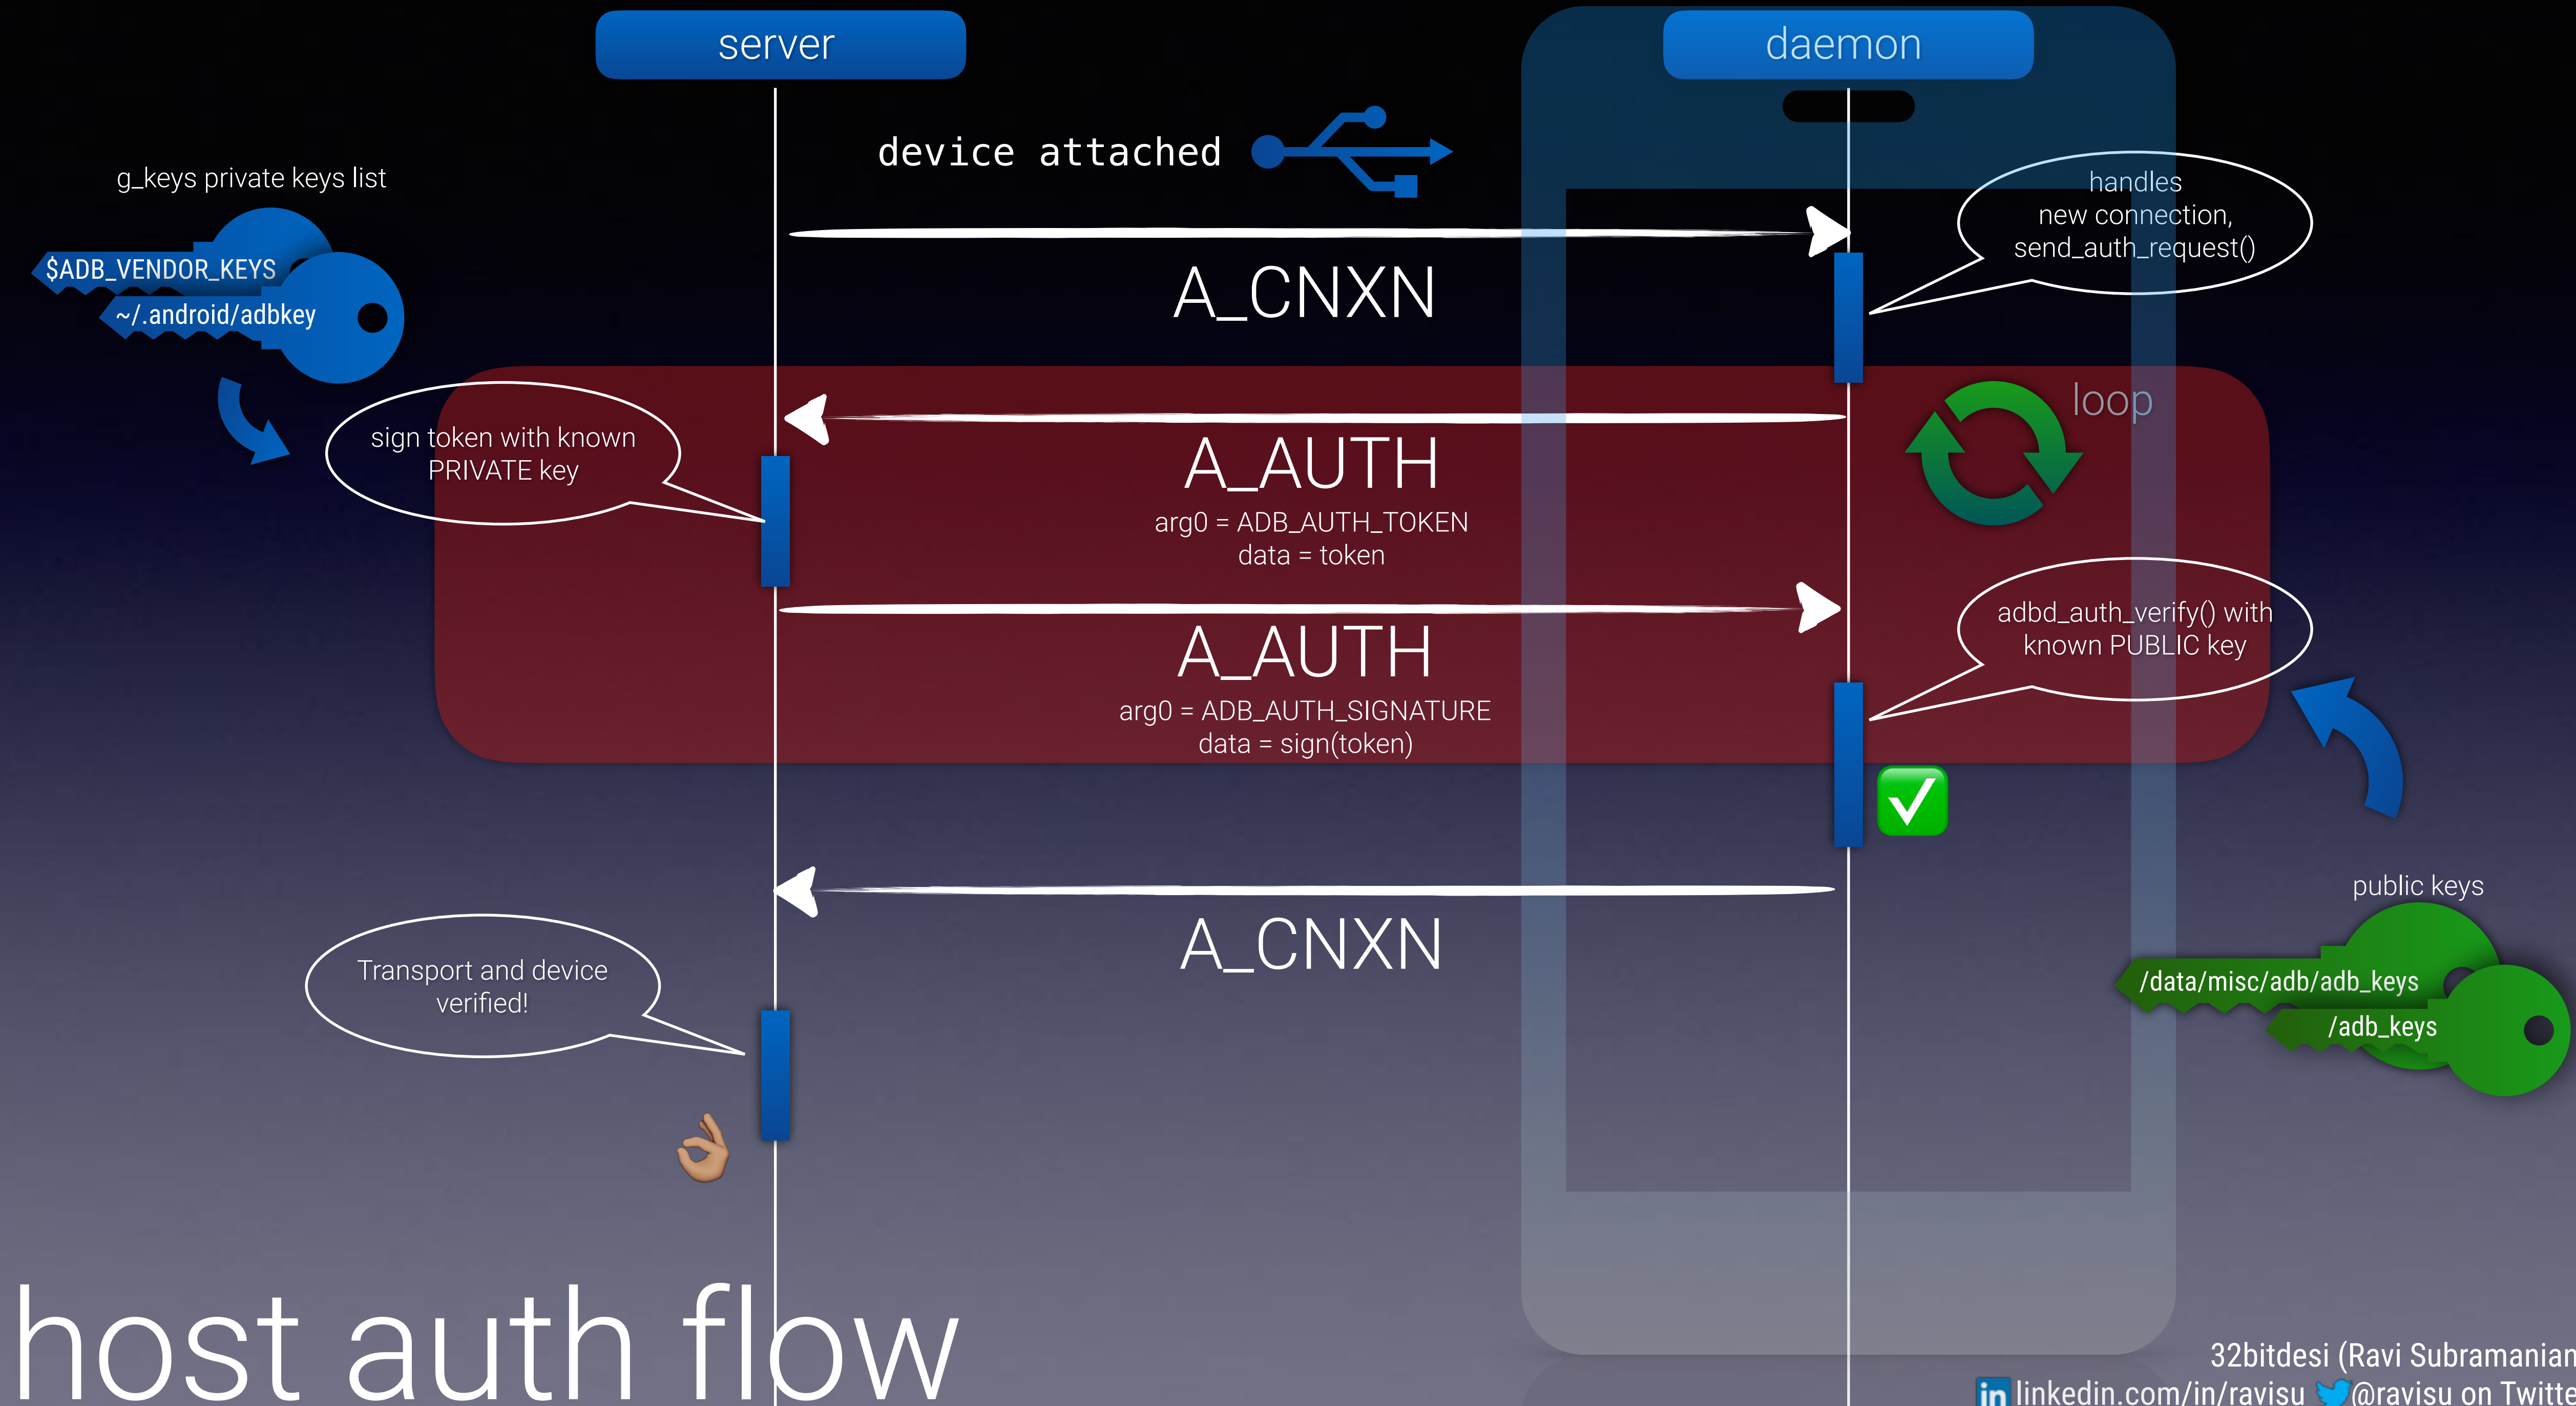 server
daemon
device attached
g_keys private keys list
$ADB_VENDOR_KEYS
~/.android/adbkey
handles
new connection,
send_auth_request()
A_CNXN
loop
sign token with known
PRIVATE key
A_AUTH
arg0 = ADB_AUTH_TOKEN
data = token
adbd_auth_verify() with
known PUBLIC key
A_AUTH
arg0 = ADB_AUTH_SIGNATURE
data = sign(token)
public keys
/data/misc/adb/adb_keys
/adb_keys
A_CNXN
Transport and device
verified!
host auth flow
32bitdesi (Ravi Subramanian
in linkedin.com/in/ravisu @ravisu on Twitte